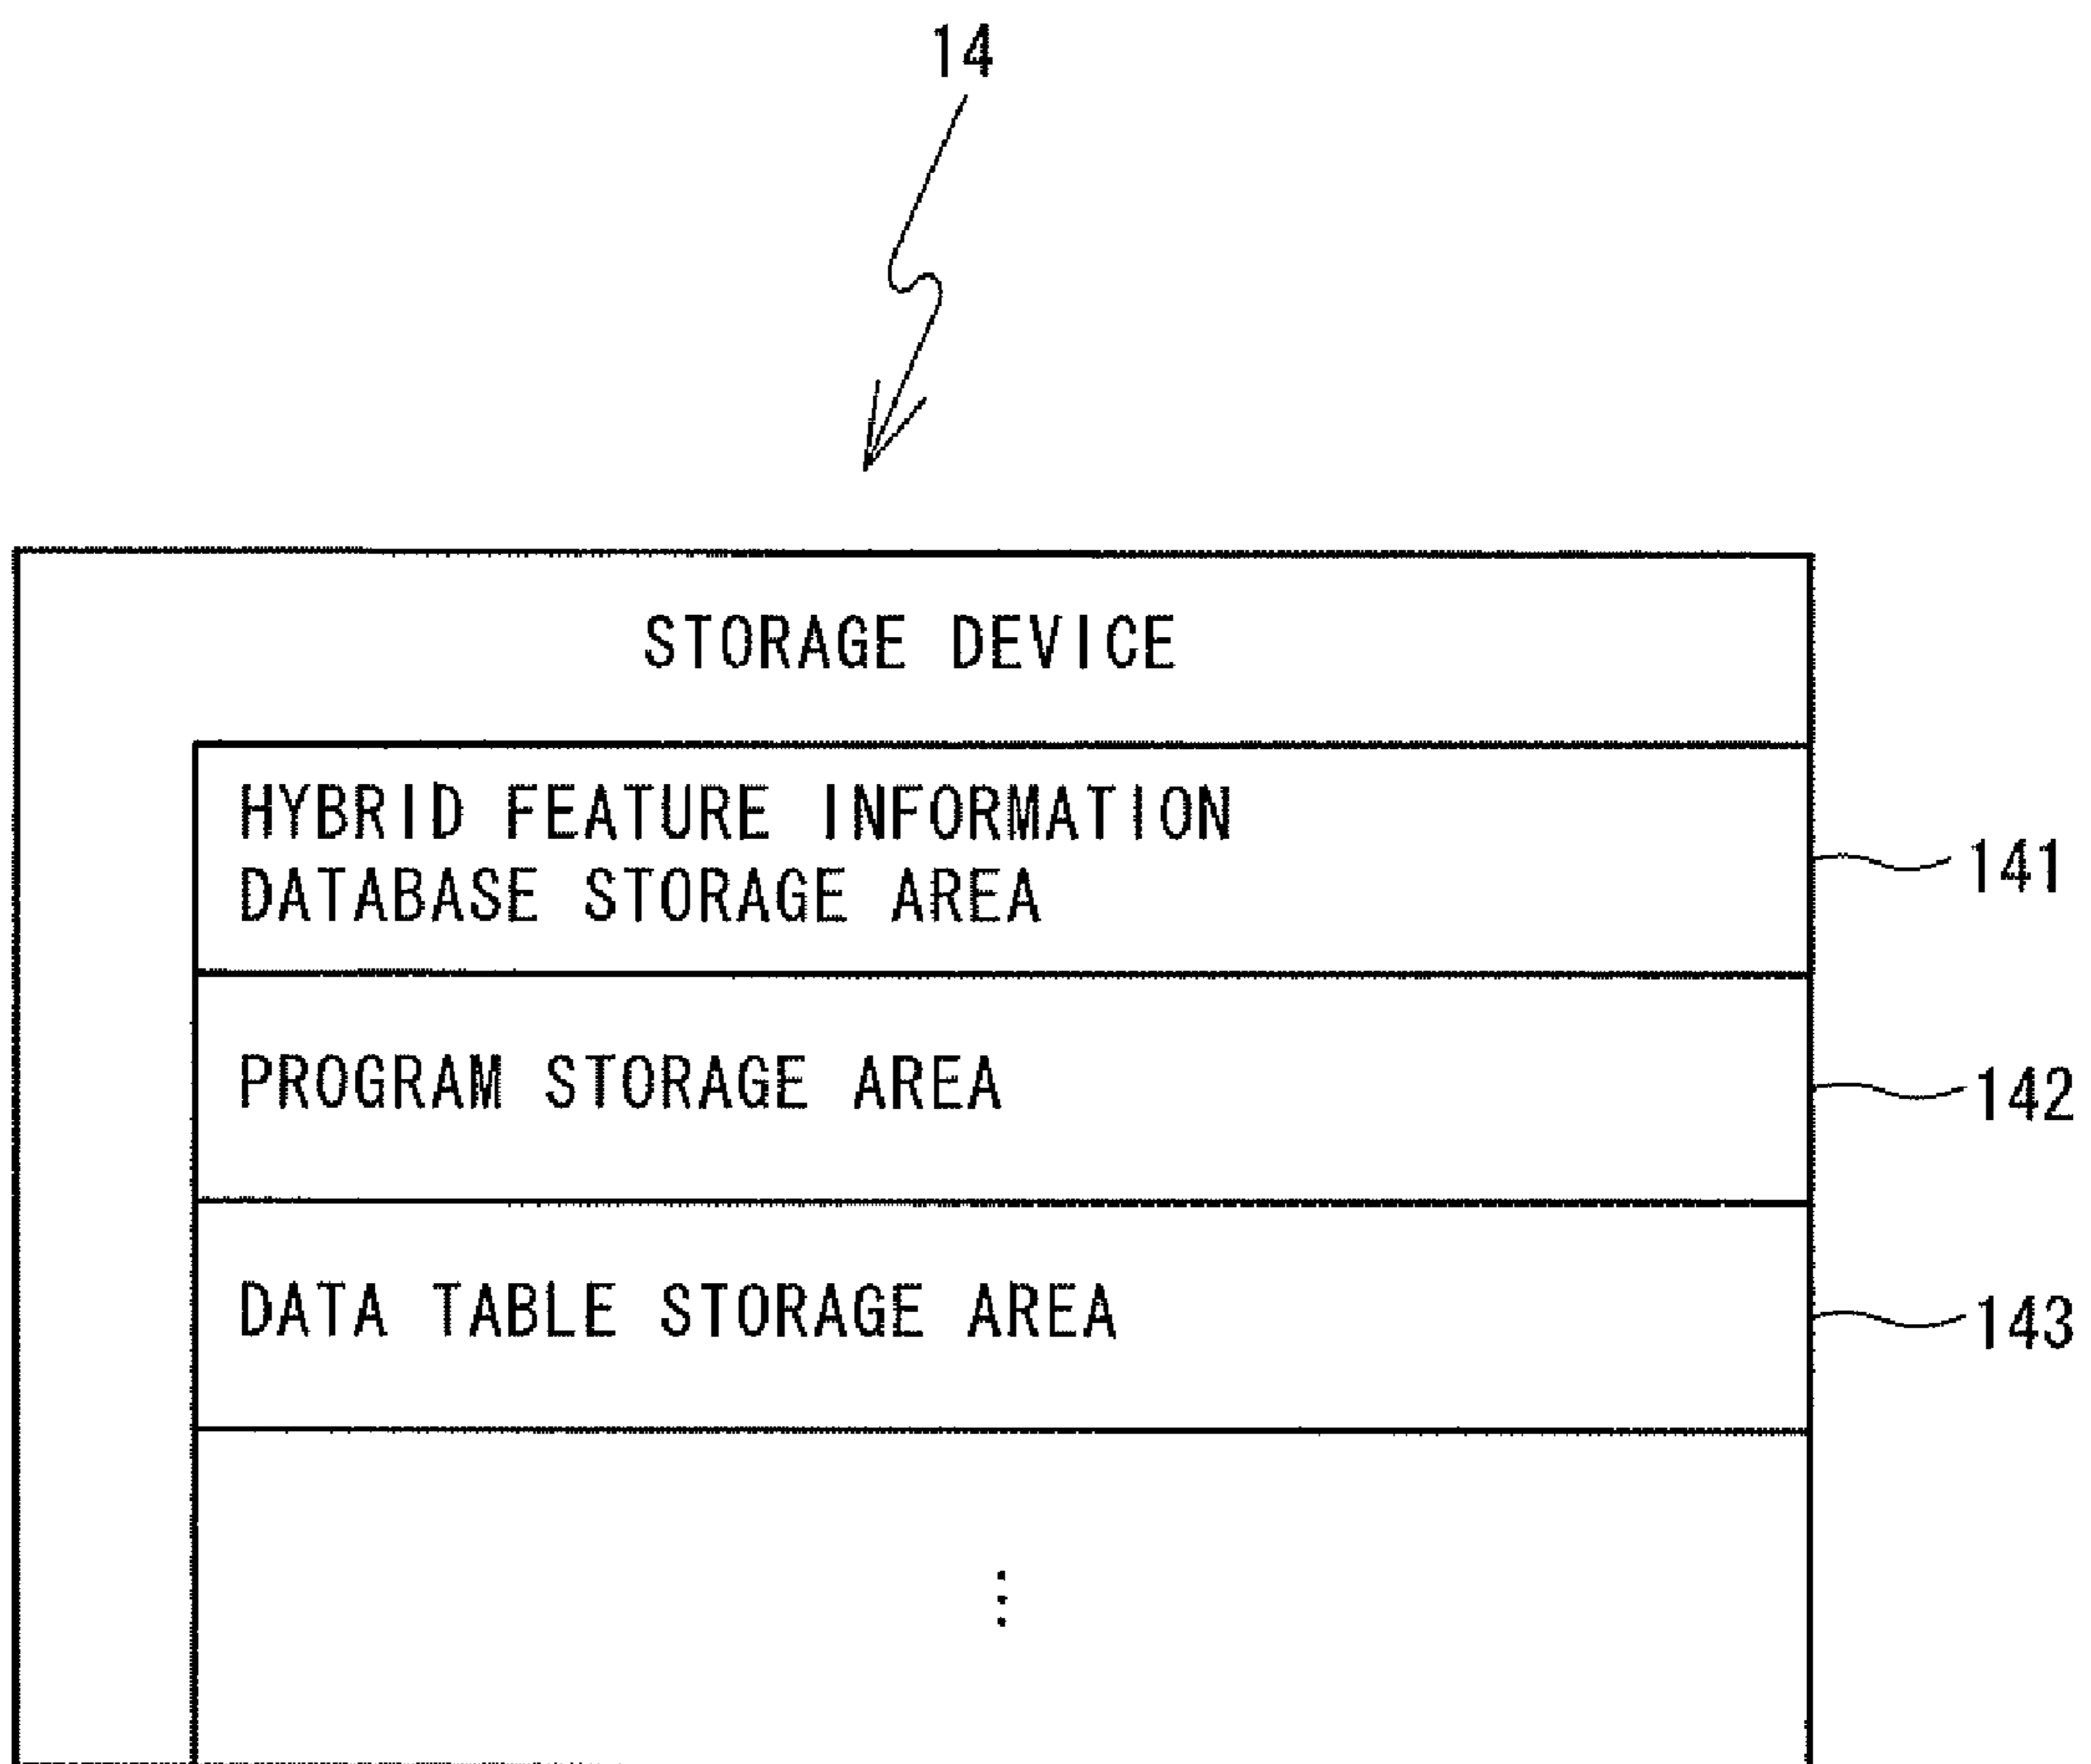 14
STORAGE DEVICE
HYBRID FEATURE INFORMATION
DATABASE STORAGE AREA
141
PROGRAM STORAGE AREA
142
DATA TABLE STORAGE AREA
143
⋮